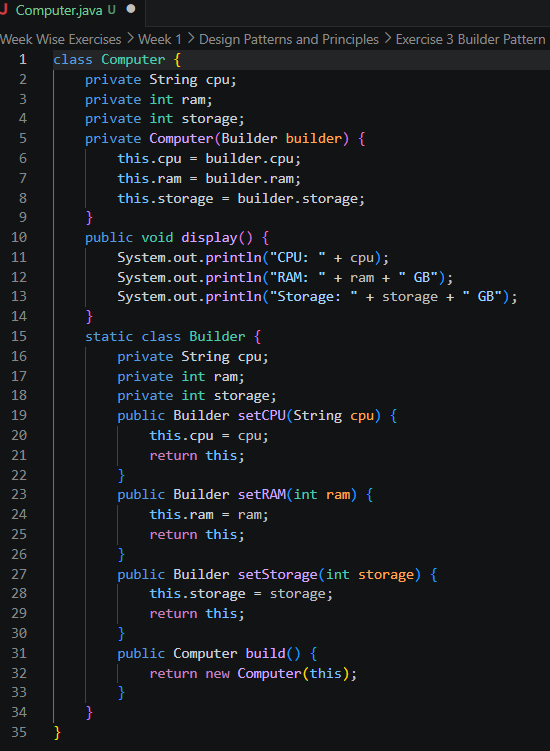 J Computer.java U ●
Week Wise Exercises > Week 1 > Design Patterns and Principles > Exercise 3 Builder Pattern
1 class Computer {
2     private String cpu;
3     private int ram;
4     private int storage;
5     private Computer(Builder builder) {
6         this.cpu = builder.cpu;
7         this.ram = builder.ram;
8         this.storage = builder.storage;
9     }
10     public void display() {
11         System.out.println("CPU: " + cpu);
12         System.out.println("RAM: " + ram + " GB");
13         System.out.println("Storage: " + storage + " GB");
14     }
15     static class Builder {
16         private String cpu;
17         private int ram;
18         private int storage;
19         public Builder setCPU(String cpu) {
20             this.cpu = cpu;
21             return this;
22         }
23         public Builder setRAM(int ram) {
24             this.ram = ram;
25             return this;
26         }
27         public Builder setStorage(int storage) {
28             this.storage = storage;
29             return this;
30         }
31         public Computer build() {
32             return new Computer(this);
33         }
34     }
35 }